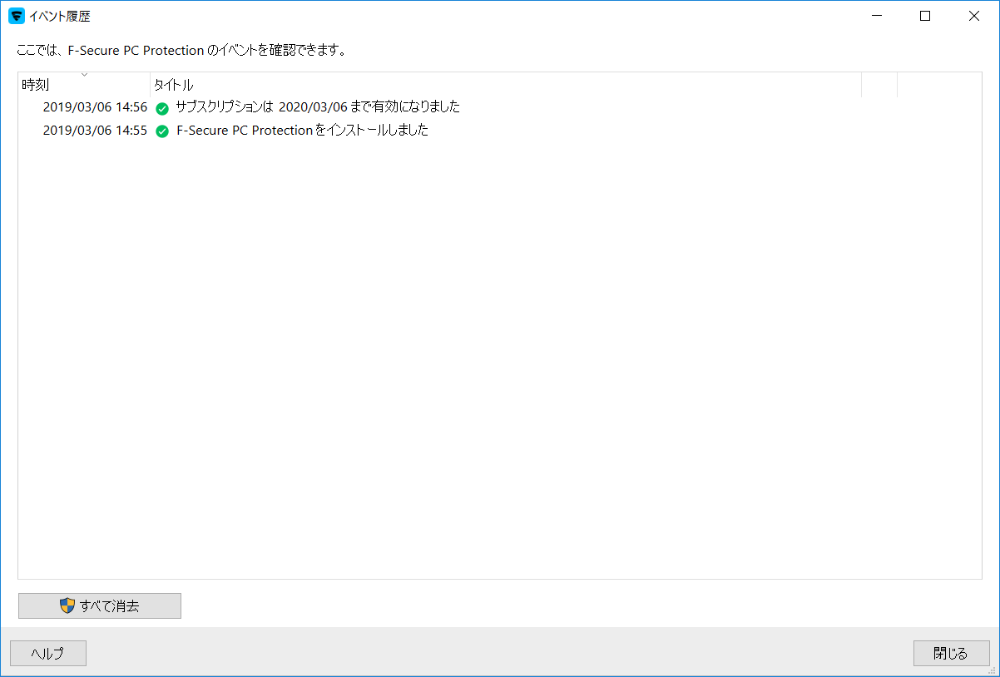 イベント履歴
ここでは、F-Secure PC Protection のイベントを確認できます。
時刻 タイトル
2019/03/06 14:56 サブスクリプションは 2020/03/06 まで有効になりました
2019/03/06 14:55 F-Secure PC Protection をインストールしました
すべて消去
ヘルプ 閉じる